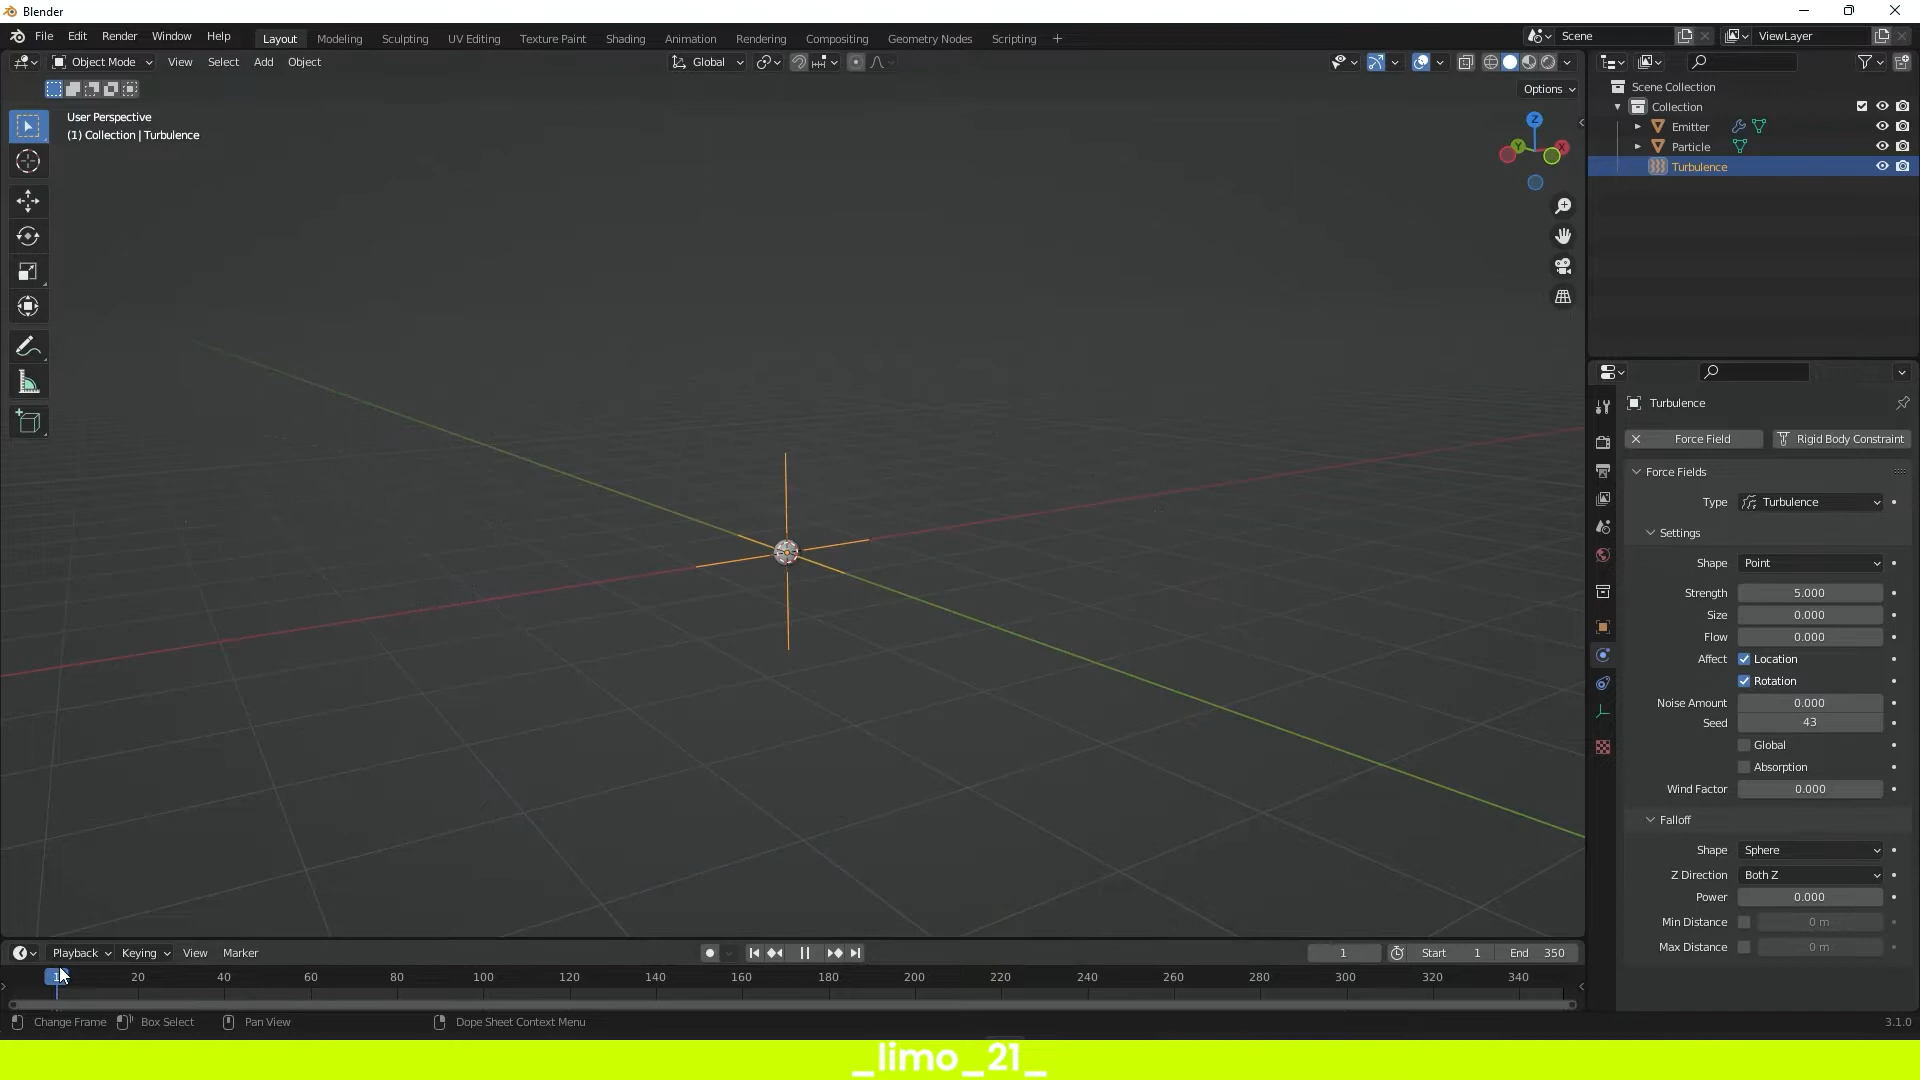 Blender
File Edit Render Window Help Layout Modeling Sculpting UV Editing Texture Paint Shading Animation Rendering Compositing Geometry Nodes Scripting + Scene ViewLayer
Object Mode View Select Add Object Global
Options
User Perspective
(1) Collection | Turbulence
Z
Y
X
Scene Collection
Collection
Emitter
Particle
Turbulence
Turbulence
Force Field Rigid Body Constraint
Force Fields
Type Turbulence
Settings
Shape Point
Strength 5.000
Size 0.000
Flow 0.000
Affect Location
Rotation
Noise Amount 0.000
Seed 43
Global
Absorption
Wind Factor 0.000
Falloff
Shape Sphere
Z Direction Both Z
Power 0.000
Min Distance 0 m
Max Distance 0 m
Playback Keying View Marker 1 Start 1 End 350
1 20 40 60 80 100 120 140 160 180 200 220 240 260 280 300 320 340
Change Frame Box Select Pan View Dope Sheet Context Menu 3.1.0
_limo_21_